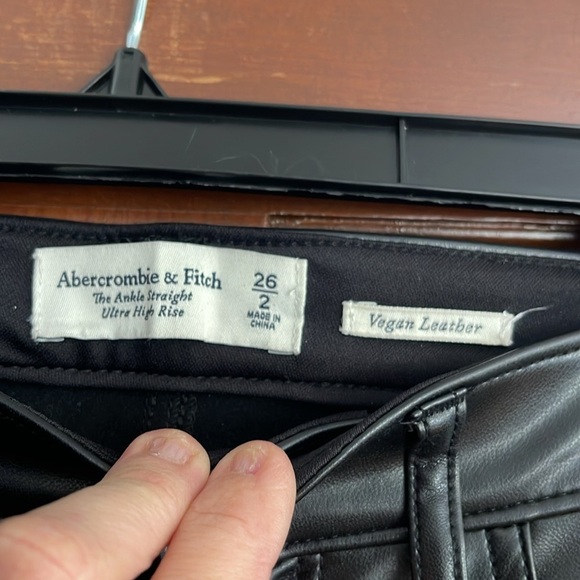 Abercrombie & Fitch
The Ankle Straight
Ultra High Rise
26
2
MADE IN
CHINA
Vegan Leather